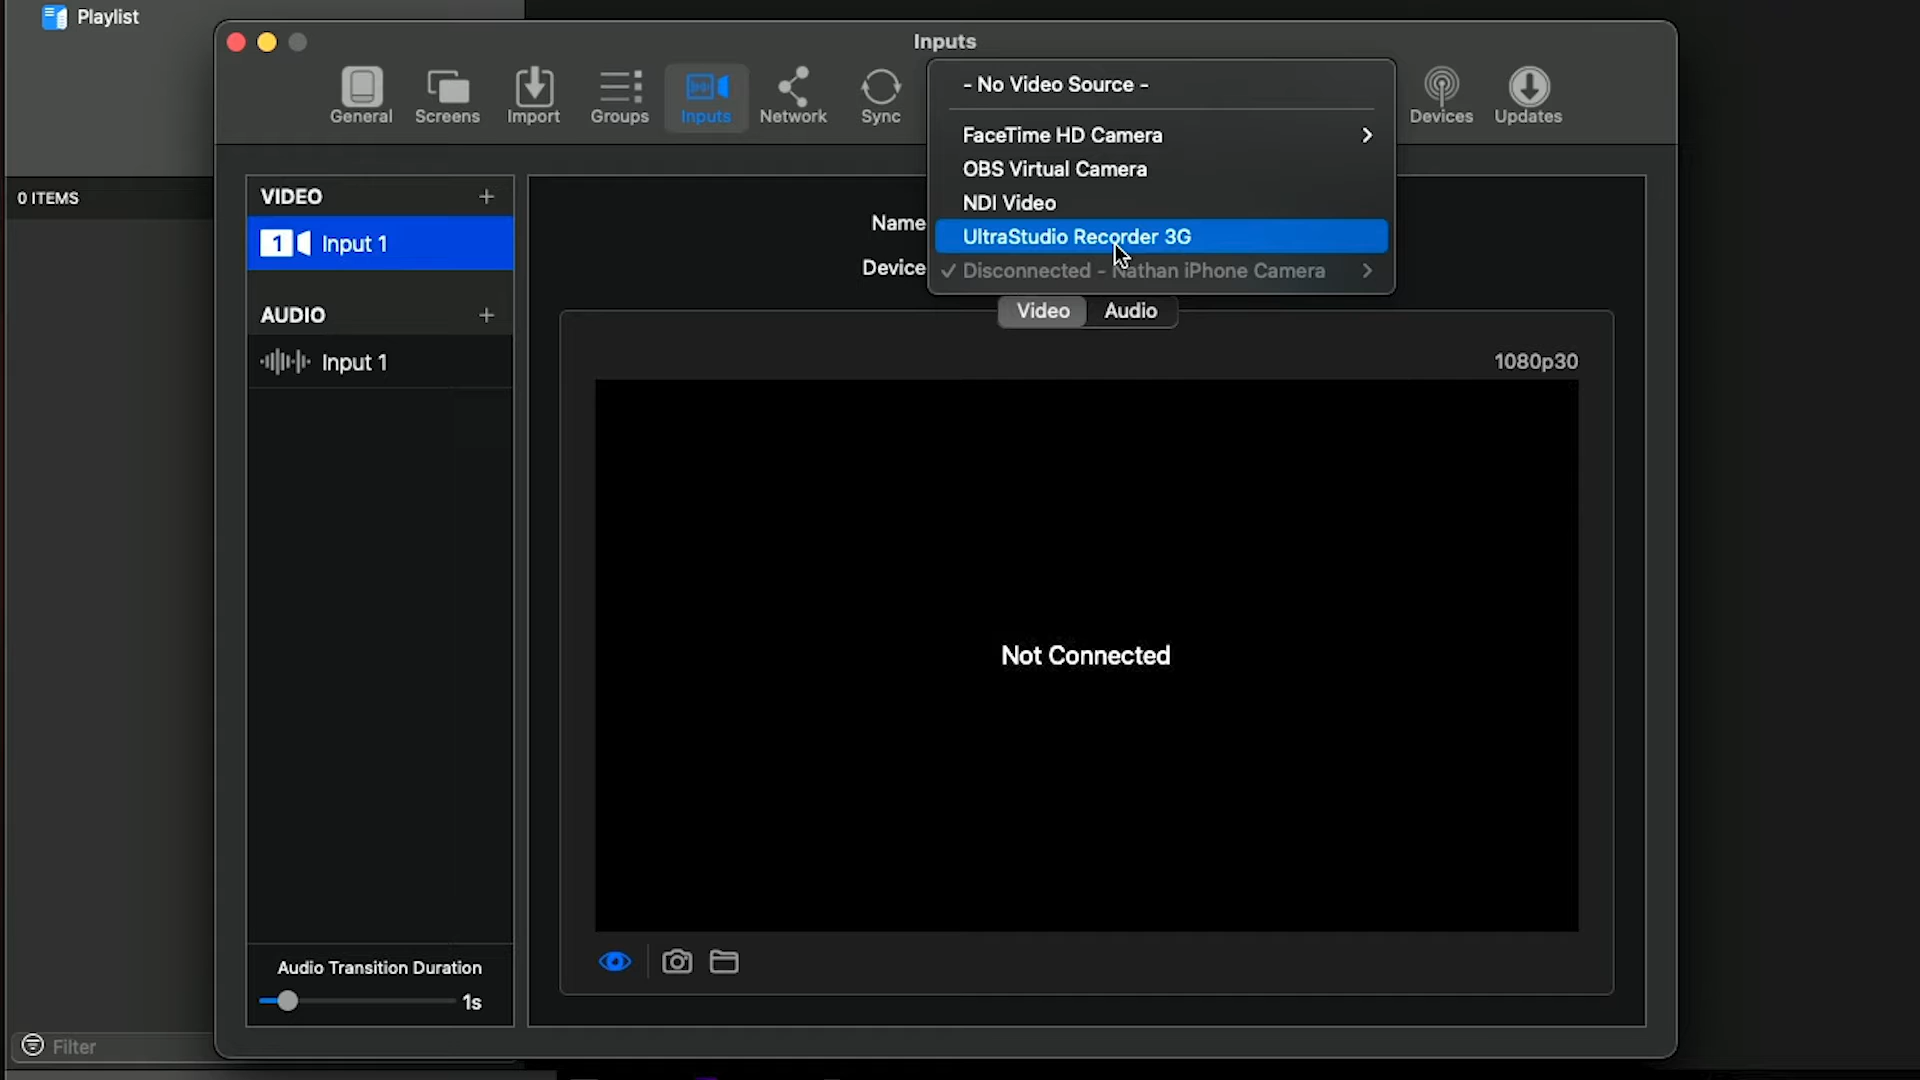 Playlist
Inputs
General
Screens
Import
Groups
Inputs
Network
Sync
Devices
Updates
- No Video Source -
FaceTime HD Camera
OBS Virtual Camera
NDI Video
UltraStudio Recorder 3G
✓ Disconnected - Nathan iPhone Camera
0 ITEMS
VIDEO +
1 Input 1
AUDIO +
Input 1
Name
Device
Video Audio
1080p30
Not Connected
Audio Transition Duration
1s
Filter